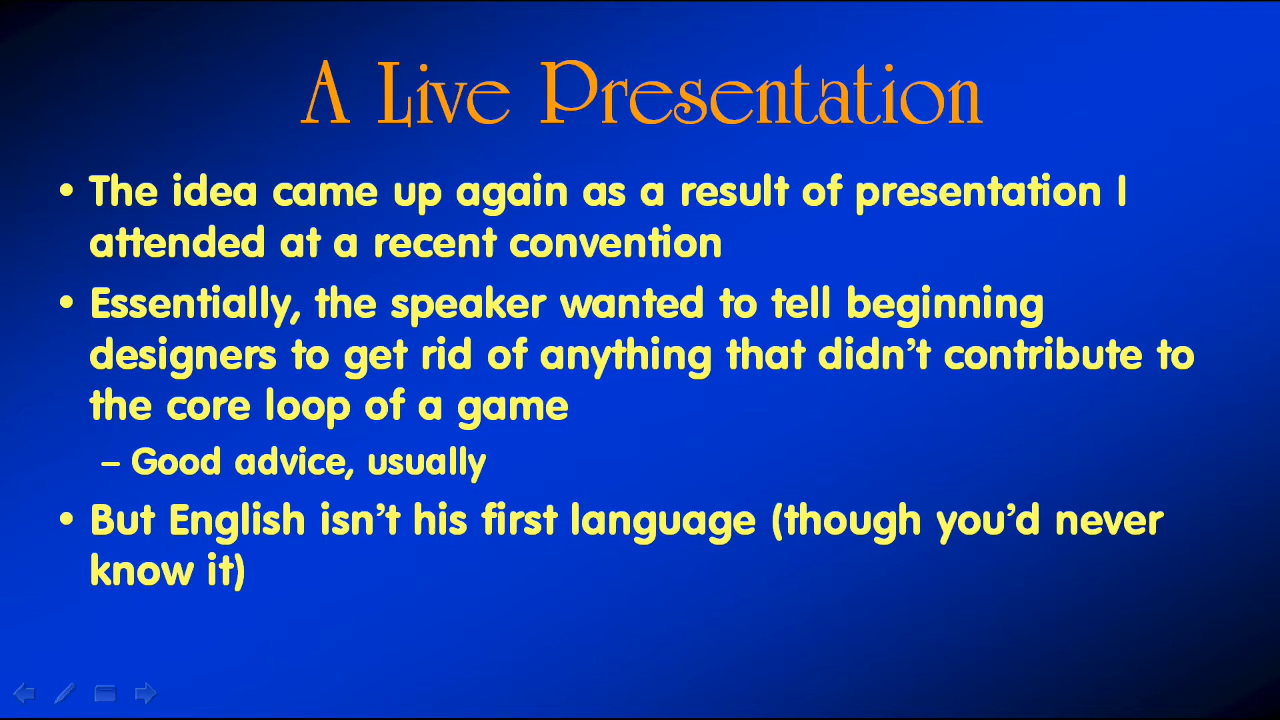 A Live Presentation
• The idea came up again as a result of presentation I
attended at a recent convention
• Essentially, the speaker wanted to tell beginning
designers to get rid of anything that didn’t contribute to
the core loop of a game
– Good advice, usually
• But English isn’t his first language (though you’d never
know it)